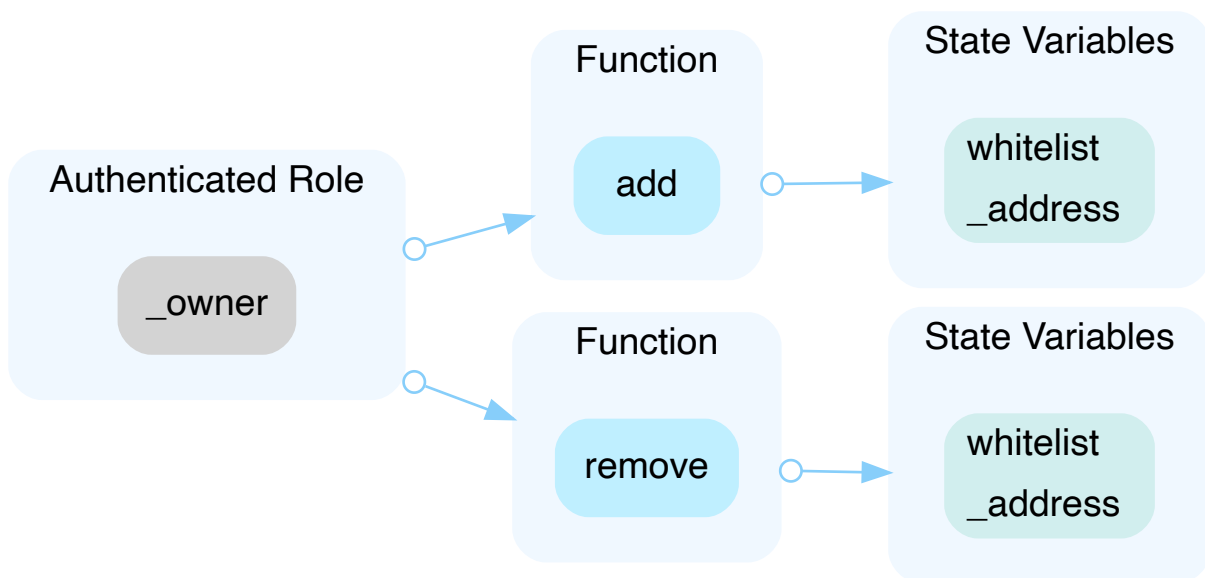 Authenticated Role
_owner
Function
add
State Variables
whitelist
_address
Function
remove
State Variables
whitelist
_address